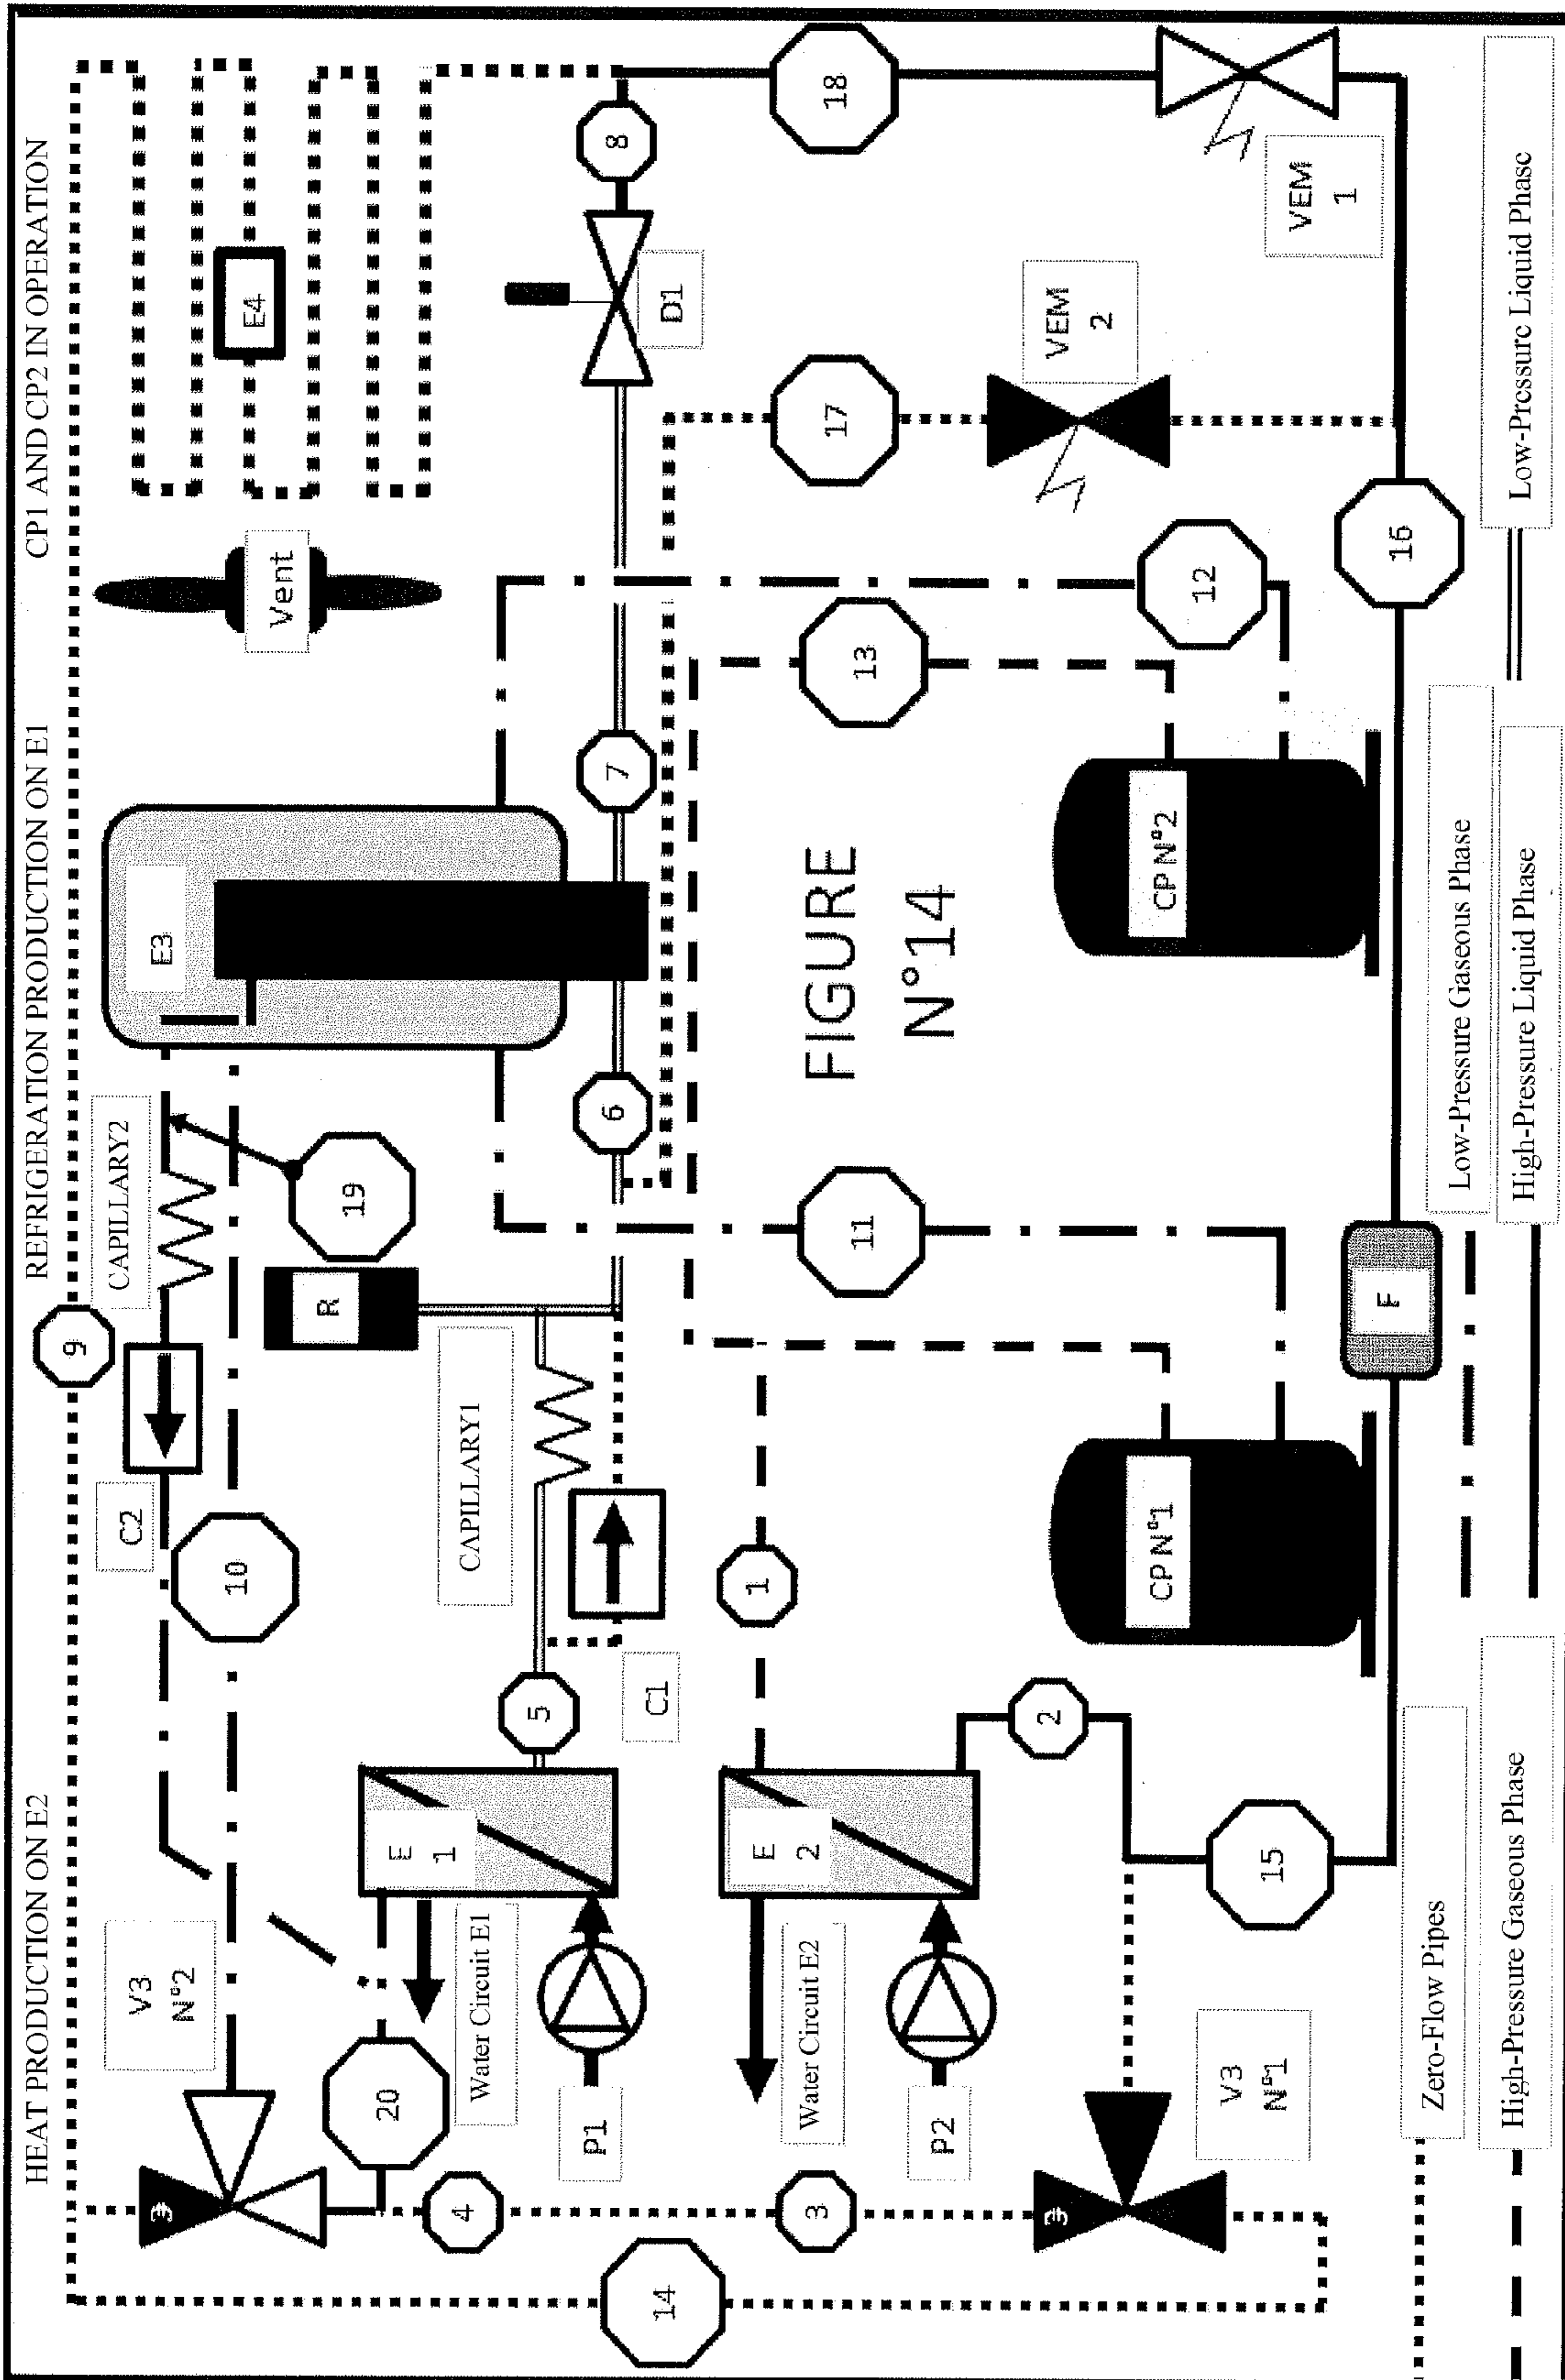 HEAT PRODUCTION ON E2
REFRIGERATION PRODUCTION ON E1
CP1 AND CP2 IN OPERATION
9
CAPILLARY2
C2
10
19
V3
N°2
3
20
4
14
3
E
1
Water Circuit E1
P1
5
C1
CAPILLARY1
R
E3
Vent
E4
6
7
D1
8
18
VEM
1
VEM
2
17
E
2
Water Circuit E2
P2
1
2
15
V3
N°1
3
11
13
12
16
FIGURE
N°14
CP N°1
CP N°2
F
Zero-Flow Pipes
High-Pressure Gaseous Phase
Low-Pressure Gaseous Phase
High-Pressure Liquid Phase
Low-Pressure Liquid Phase